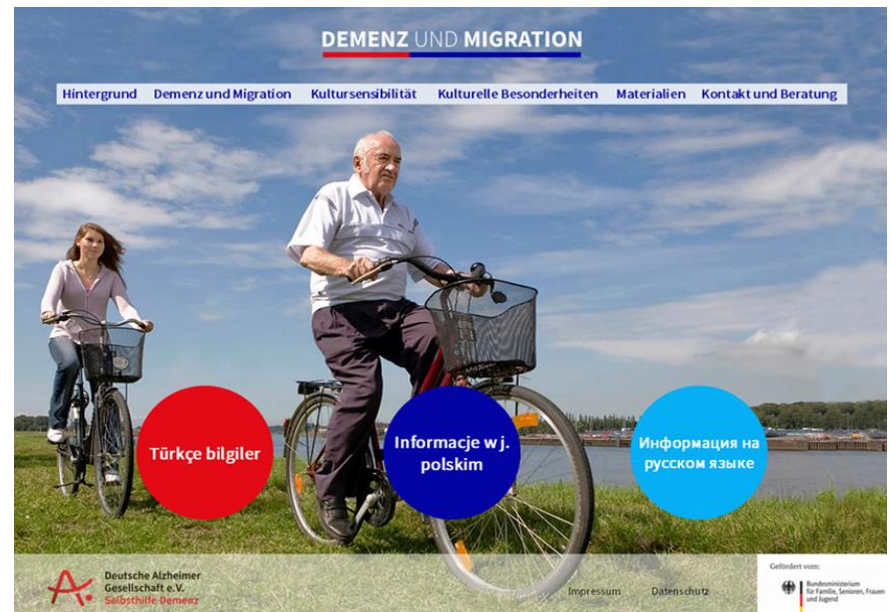 DEMENZ UND MIGRATION
Hintergrund Demenz und Migration Kultursensibilität Kulturelle Besonderheiten Materialien Kontakt und Beratung
Türkçe bilgiler
Informacje w j.
polskim
Информация на
русском языке
Deutsche Alzheimer
Gesellschaft e.V.
Selbsthilfe Demenz
Impressum Datenschutz
Gefördert vom:
Bundesministerium
für Familie, Senioren, Frauen
und Jugend